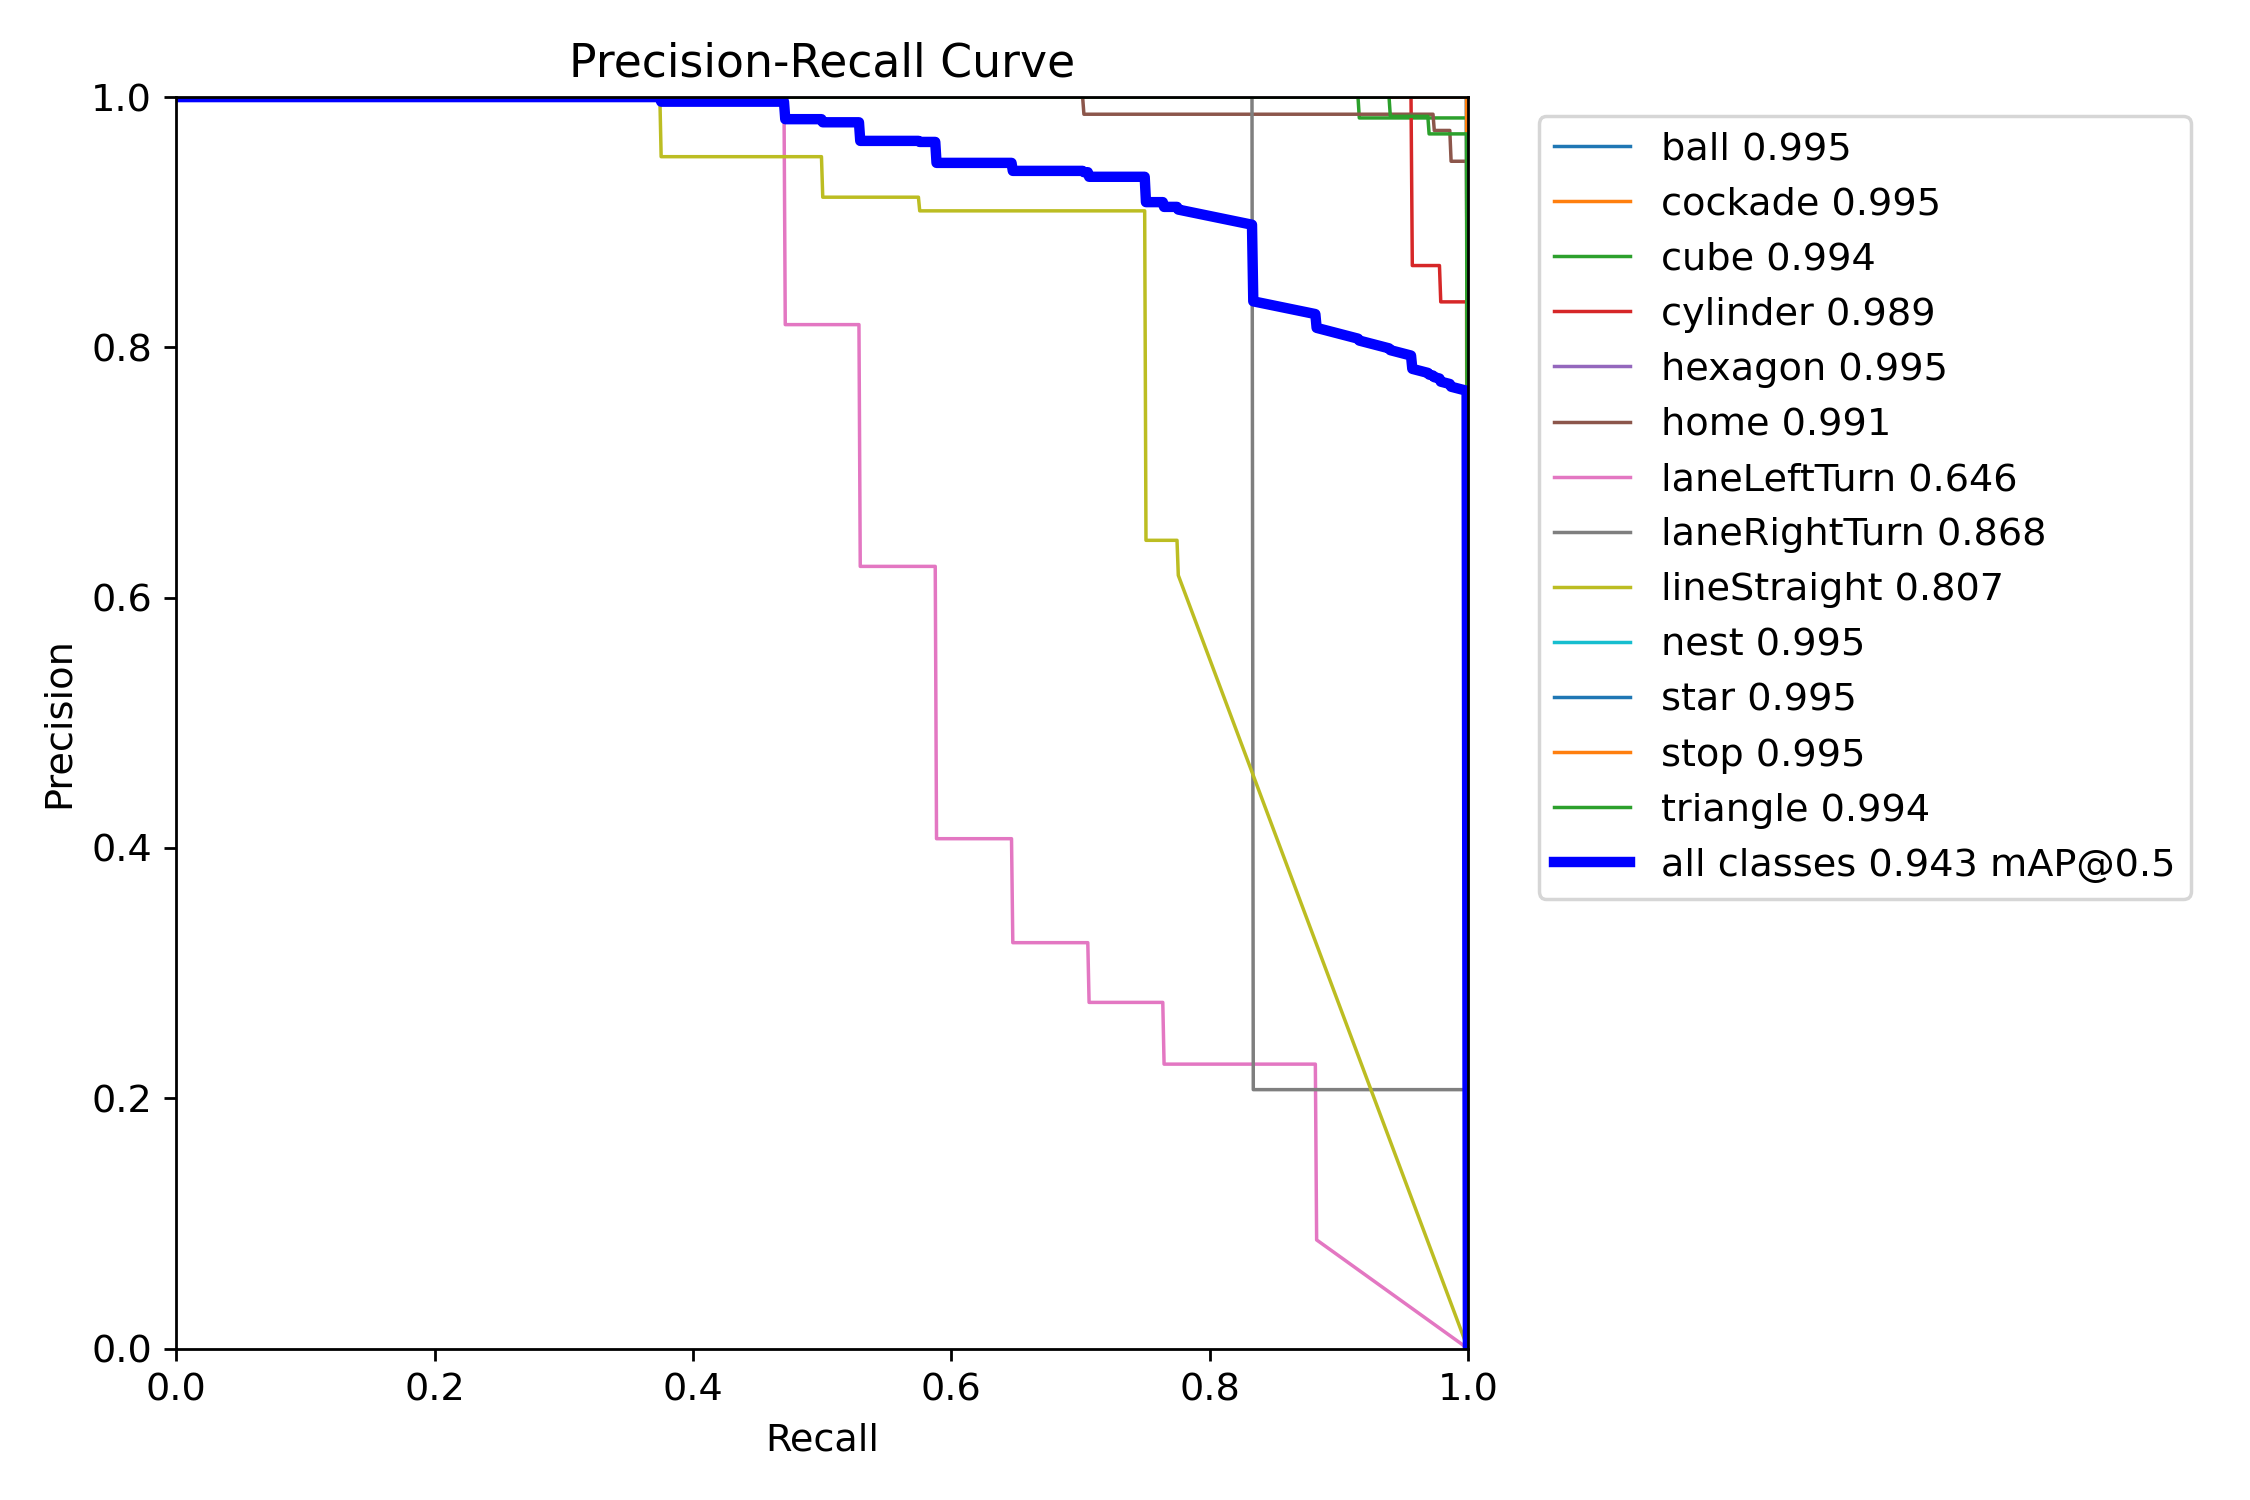 Precision-Recall Curve
1.0
0.8
0.6
0.4
0.2
0.0
Precision
0.0 0.2 0.4 0.6 0.8 1.0
Recall
ball 0.995
cockade 0.995
cube 0.994
cylinder 0.989
hexagon 0.995
home 0.991
laneLeftTurn 0.646
laneRightTurn 0.868
lineStraight 0.807
nest 0.995
star 0.995
stop 0.995
triangle 0.994
all classes 0.943 mAP@0.5